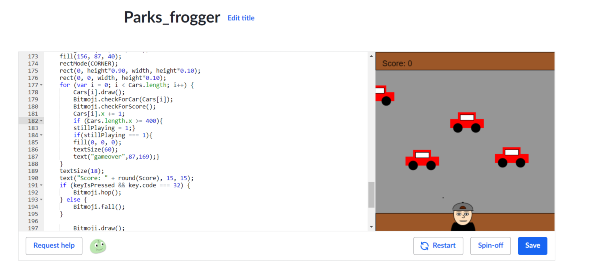 Parks_frogger Edit title
173 fill(156, 87, 40);
174 rectMode(CORNER);
175 rect(0, height*0.90, width, height*0.10);
176 rect(0, 0, width, height*0.10);
177 for (var i = 0; i < Cars.length; i++) {
178 Cars[i].draw();
179 Bitmoji.checkForCar(Cars[i]);
180 Bitmoji.checkForScore();
181 Cars[i].x += 1;
182 if (Cars.length.x >= 400){
183 stillPlaying = 1;}
184 if(stillPlaying === 1){
185 fill(0, 0, 0);
186 textSize(60);
187 text("gameover",87,169);}
188 }
189 textSize(18);
190 text("Score: " + round(Score), 15, 15);
191 if (keyIsPressed && key.code === 32) {
192 Bitmoji.hop();
193 } else {
194 Bitmoji.fall();
195 }
196
197 Bitmoji.draw();
Score: 0
Request help
Restart
Spin-off
Save